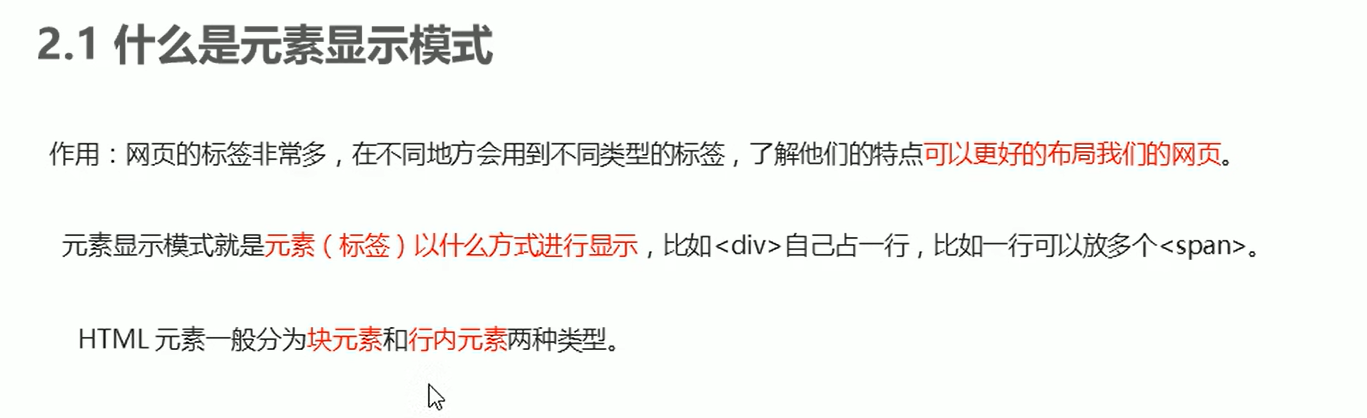 2.1 什么是元素显示模式
作用：网页的标签非常多，在不同地方会用到不同类型的标签，了解他们的特点可以更好的布局我们的网页。
元素显示模式就是元素（标签）以什么方式进行显示，比如<div>自己占一行，比如一行可以放多个<span>。
HTML 元素一般分为块元素和行内元素两种类型。